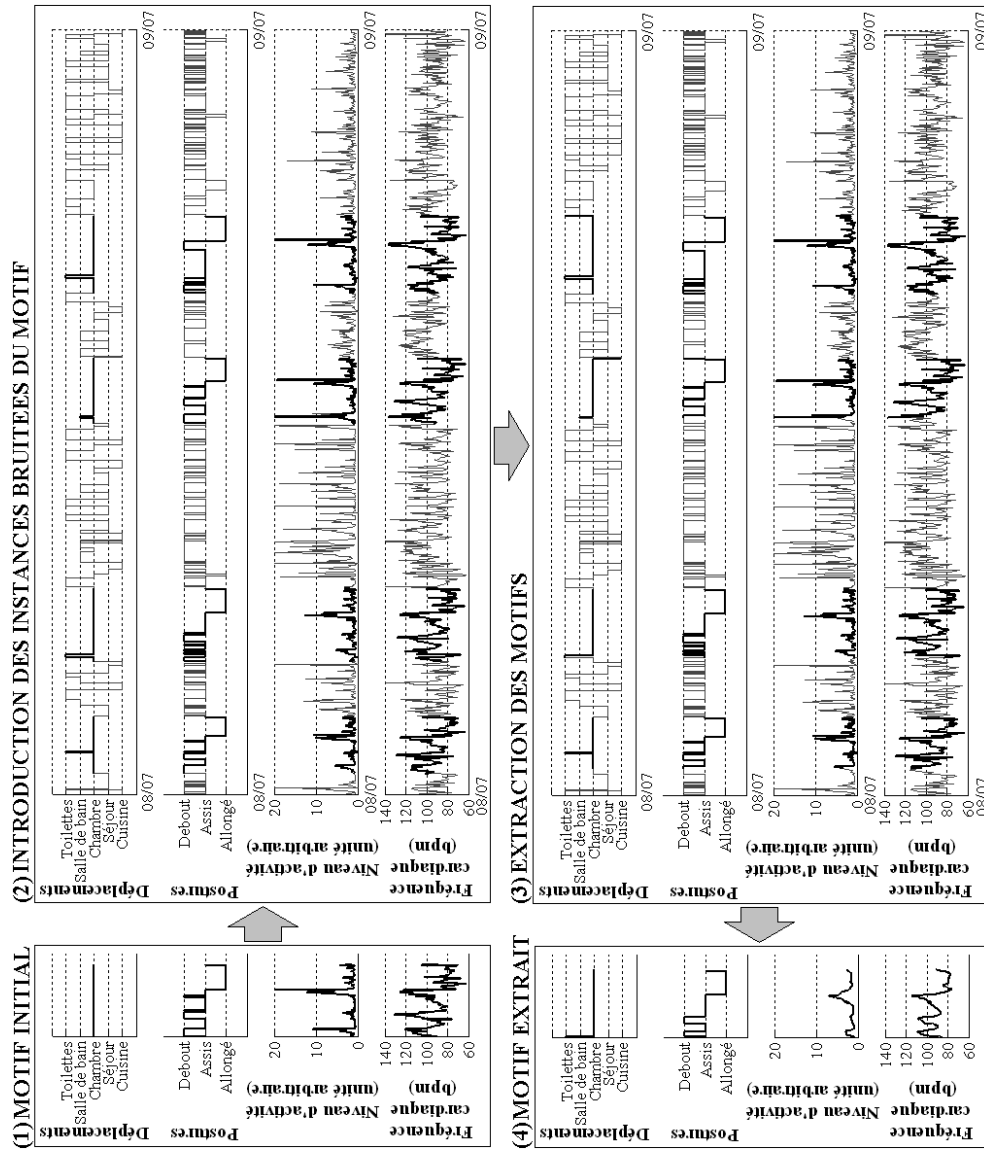 (1) MOTIF INITIAL
Déplacements
Toilettes
Salle de bain
Chambre
Séjour
Cuisine
Postures
Debout
Assis
Allongé
Niveau d'activité
(unité arbitraire)
20
10
0
Fréquence
cardiaque
(bpm)
140
120
100
80
60
(2) INTRODUCTION DES INSTANCES BRUITEES DU MOTIF
Déplacements
Toilettes
Salle de bain
Chambre
Séjour
Cuisine
08/07
09/07
Postures
Debout
Assis
Allongé
08/07
09/07
Niveau d'activité
(unité arbitraire)
20
10
0
08/07
09/07
Fréquence
cardiaque
(bpm)
140
120
100
80
60
08/07
09/07
(3) EXTRACTION DES MOTIFS
Déplacements
Toilettes
Salle de bain
Chambre
Séjour
Cuisine
08/07
09/07
Postures
Debout
Assis
Allongé
08/07
09/07
Niveau d'activité
(unité arbitraire)
20
10
0
08/07
09/07
Fréquence
cardiaque
(bpm)
140
120
100
80
60
08/07
09/07
(4) MOTIF EXTRAIT
Déplacements
Toilettes
Salle de bain
Chambre
Séjour
Cuisine
Postures
Debout
Assis
Allongé
Niveau d'activité
(unité arbitraire)
20
10
0
Fréquence
cardiaque
(bpm)
140
120
100
80
60